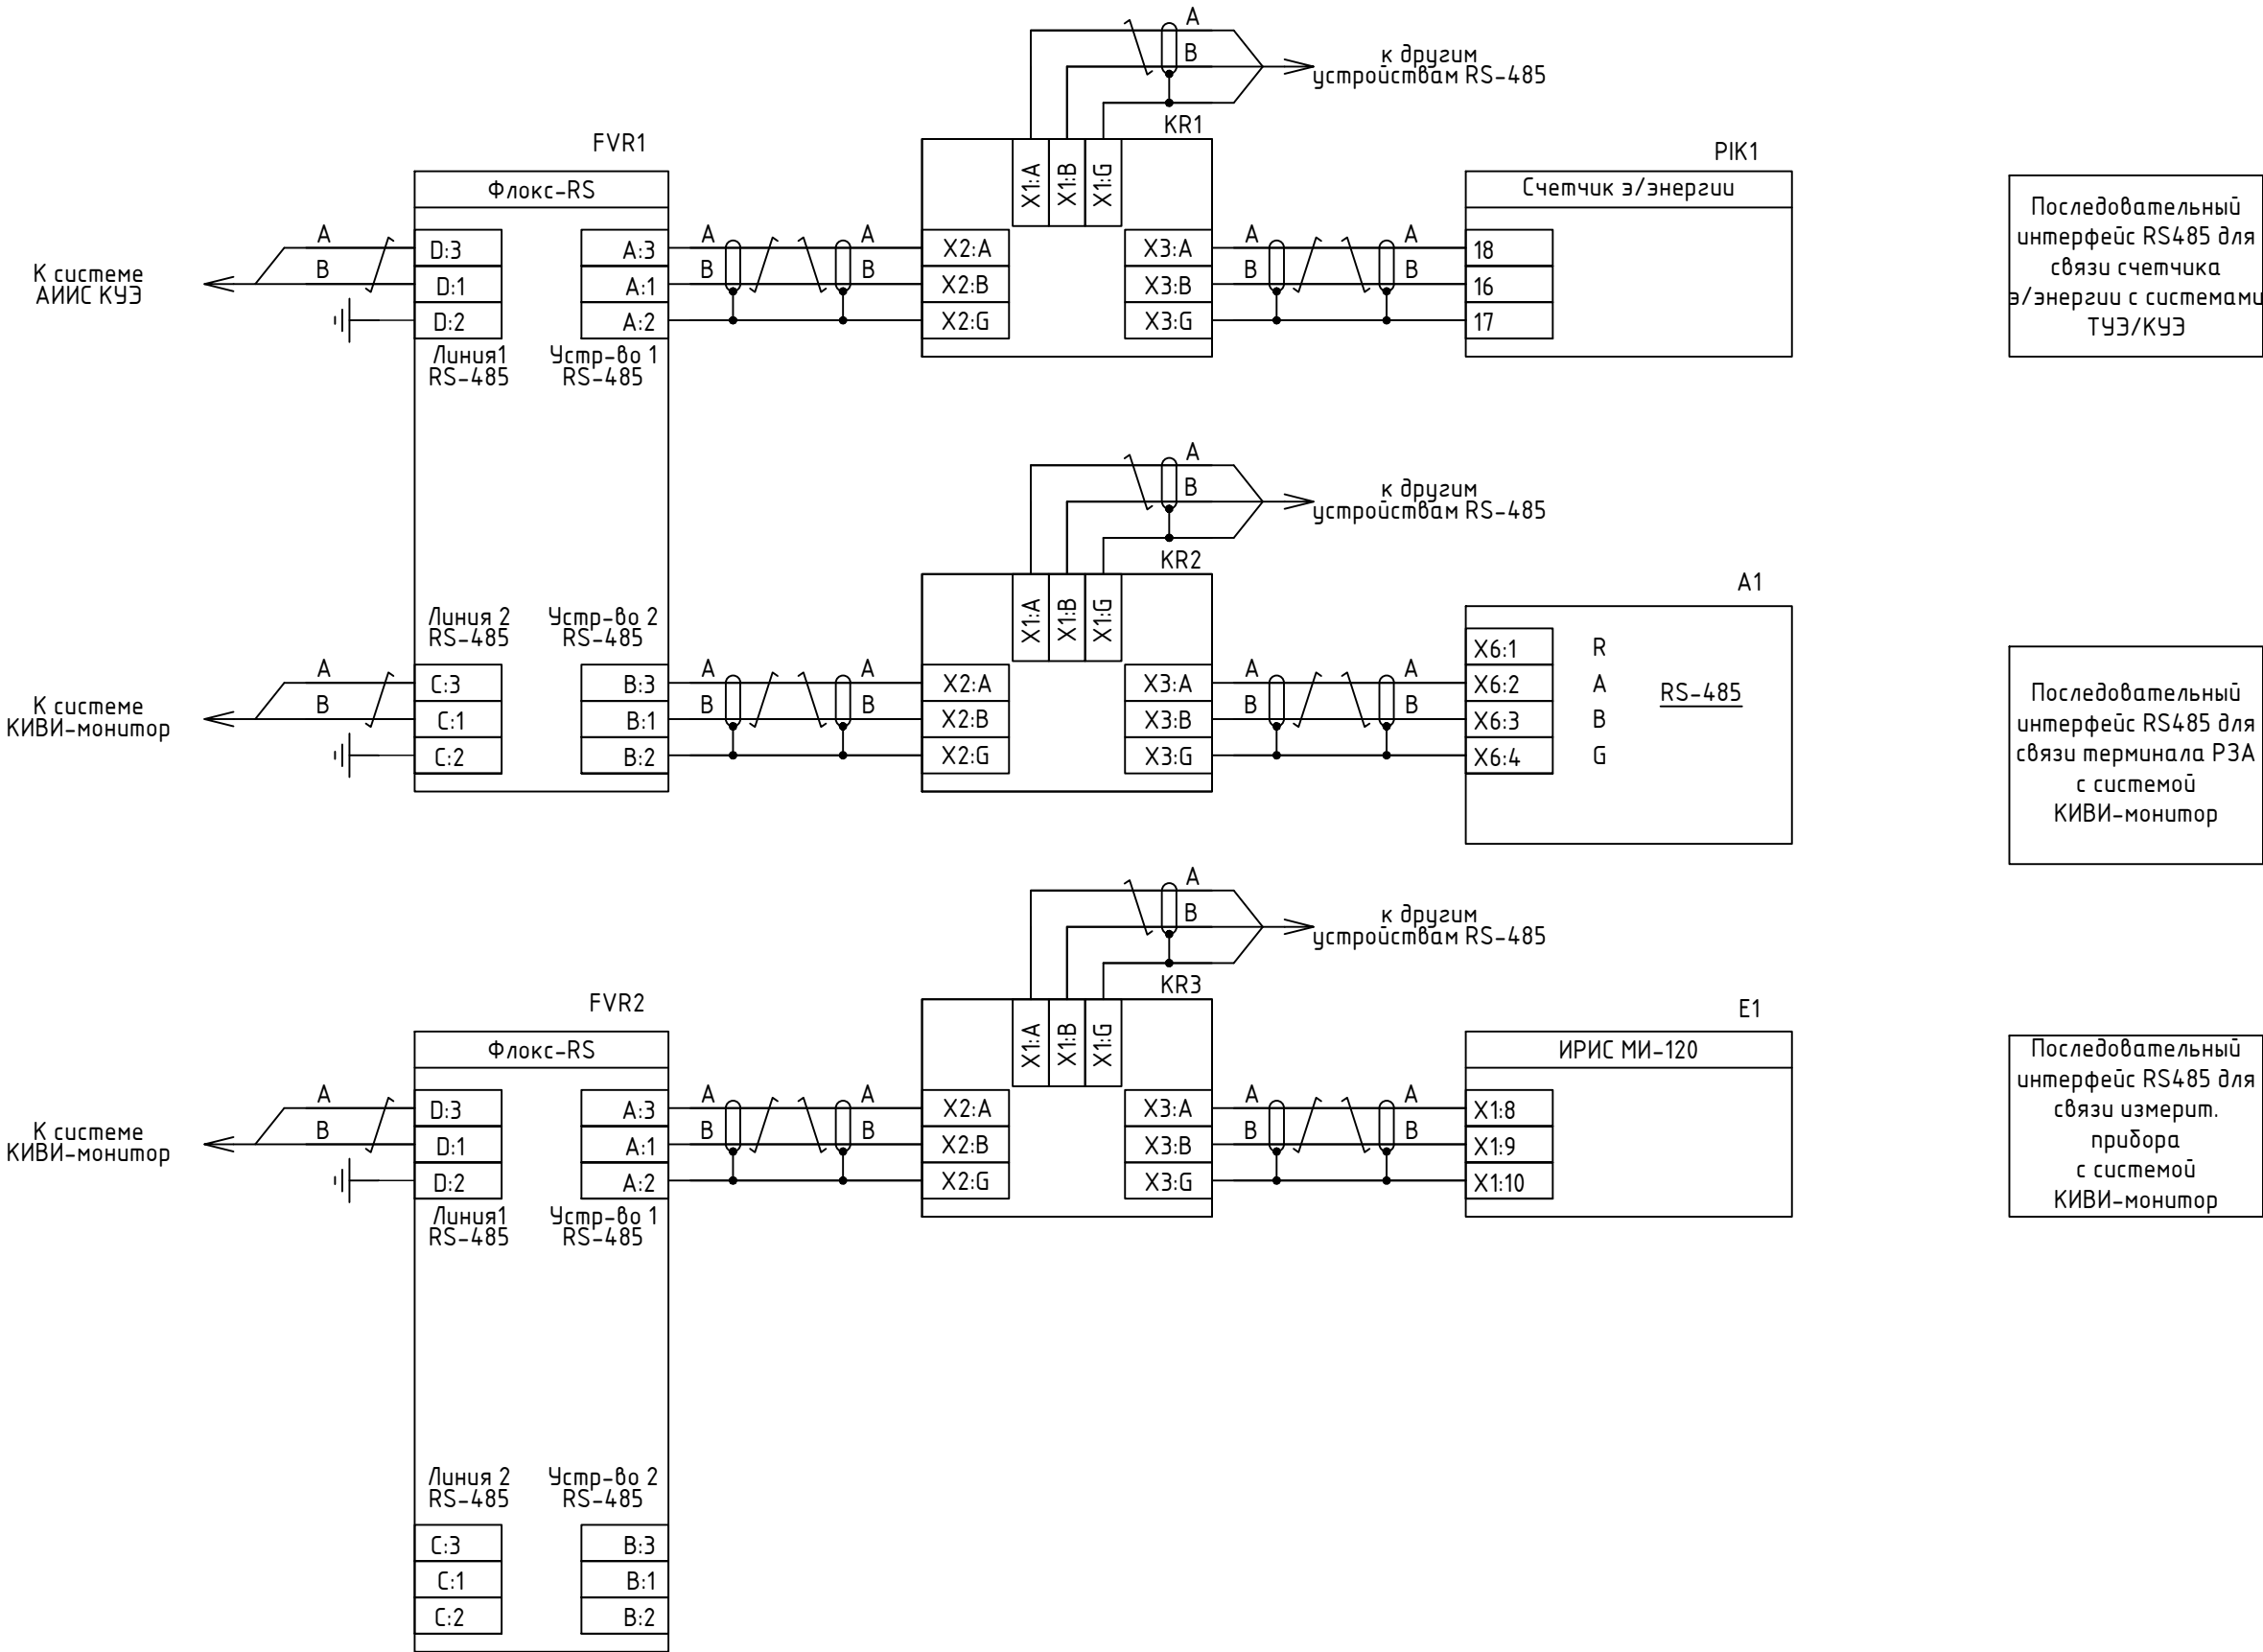 A
B
к другим
устройствам RS-485
KR1
FVR1
PIK1
X1:A
X1:B
X1:G
Флокс-RS
Счетчик э/энергии
К системе
АИИС КУЭ
A
B
D:3
D:1
D:2
A:3
A:1
A:2
A
B
A
B
X2:A
X2:B
X2:G
X3:A
X3:B
X3:G
A
B
A
B
18
16
17
Линия1
RS-485
Устр-во 1
RS-485
Последовательный
интерфейс RS485 для
связи счетчика
э/энергии с системами
ТУЭ/КУЭ
A
B
к другим
устройствам RS-485
KR2
A1
X1:A
X1:B
X1:G
Линия 2
RS-485
Устр-во 2
RS-485
К системе
КИВИ-монитор
A
B
C:3
C:1
C:2
B:3
B:1
B:2
A
B
A
B
X2:A
X2:B
X2:G
X3:A
X3:B
X3:G
A
B
A
B
X6:1 R
X6:2 A
X6:3 B
X6:4 G
RS-485
Последовательный
интерфейс RS485 для
связи терминала РЗА
с системой
КИВИ-монитор
A
B
к другим
устройствам RS-485
KR3
FVR2
E1
X1:A
X1:B
X1:G
Флокс-RS
ИРИС МИ-120
К системе
КИВИ-монитор
A
B
D:3
D:1
D:2
A:3
A:1
A:2
A
B
A
B
X2:A
X2:B
X2:G
X3:A
X3:B
X3:G
A
B
A
B
X1:8
X1:9
X1:10
Линия1
RS-485
Устр-во 1
RS-485
Последовательный
интерфейс RS485 для
связи измерит.
прибора
с системой
КИВИ-монитор
Линия 2
RS-485
Устр-во 2
RS-485
C:3
C:1
C:2
B:3
B:1
B:2